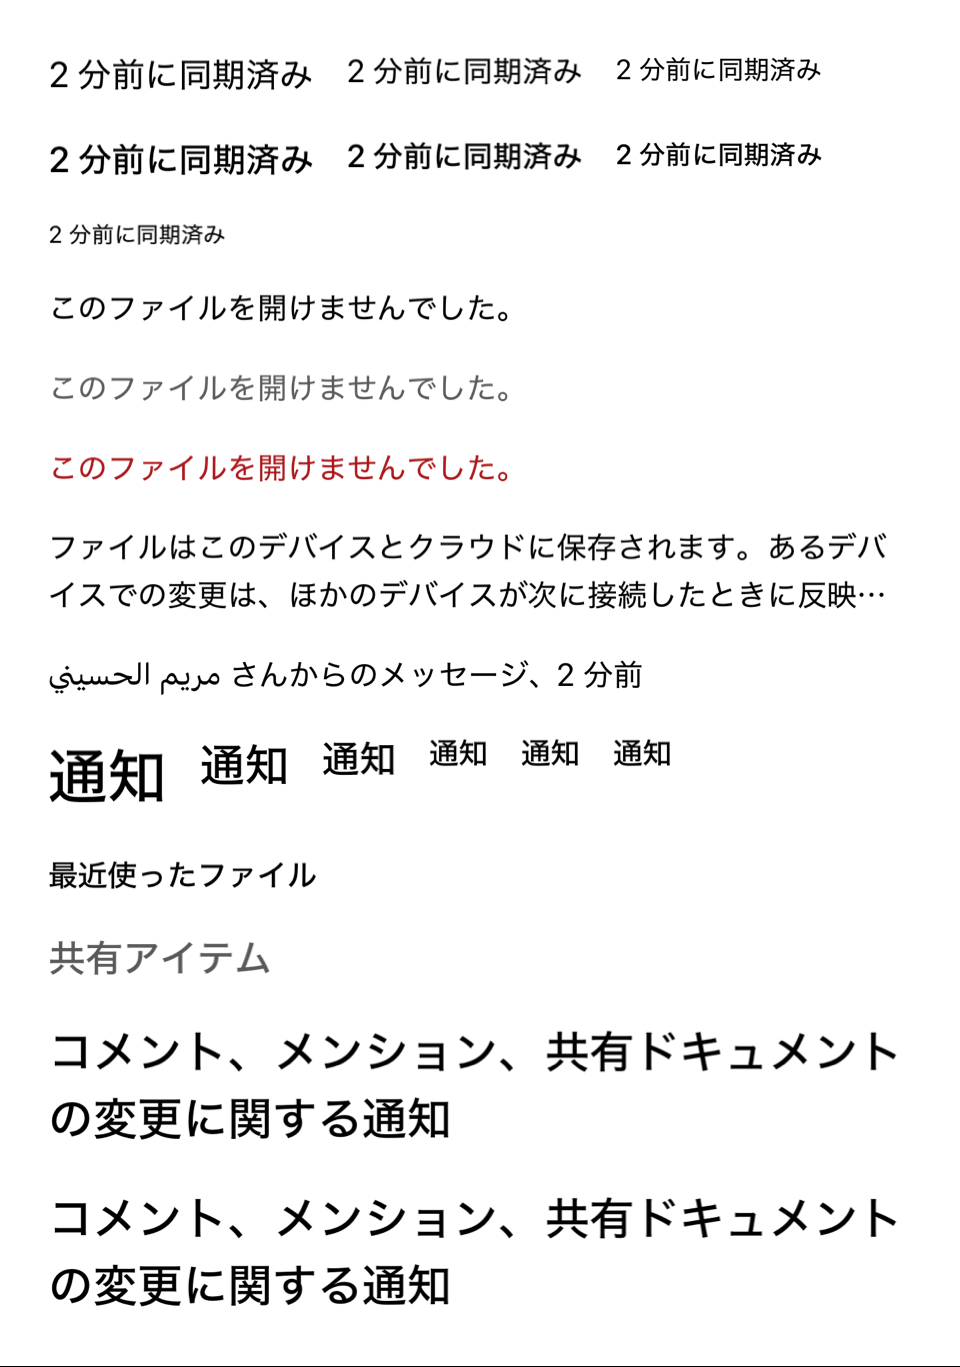 2 分前に同期済み 2 分前に同期済み 2 分前に同期済み
2 分前に同期済み 2 分前に同期済み 2 分前に同期済み
2 分前に同期済み
このファイルを開けませんでした。
このファイルを開けませんでした。
このファイルを開けませんでした。
ファイルはこのデバイスとクラウドに保存されます。あるデバ
イスでの変更は、ほかのデバイスが次に接続したときに反映…
مريم الحسيني さんからのメッセージ、2 分前
通知 通知 通知 通知 通知 通知
最近使ったファイル
共有アイテム
コメント、メンション、共有ドキュメント
の変更に関する通知
コメント、メンション、共有ドキュメント
の変更に関する通知